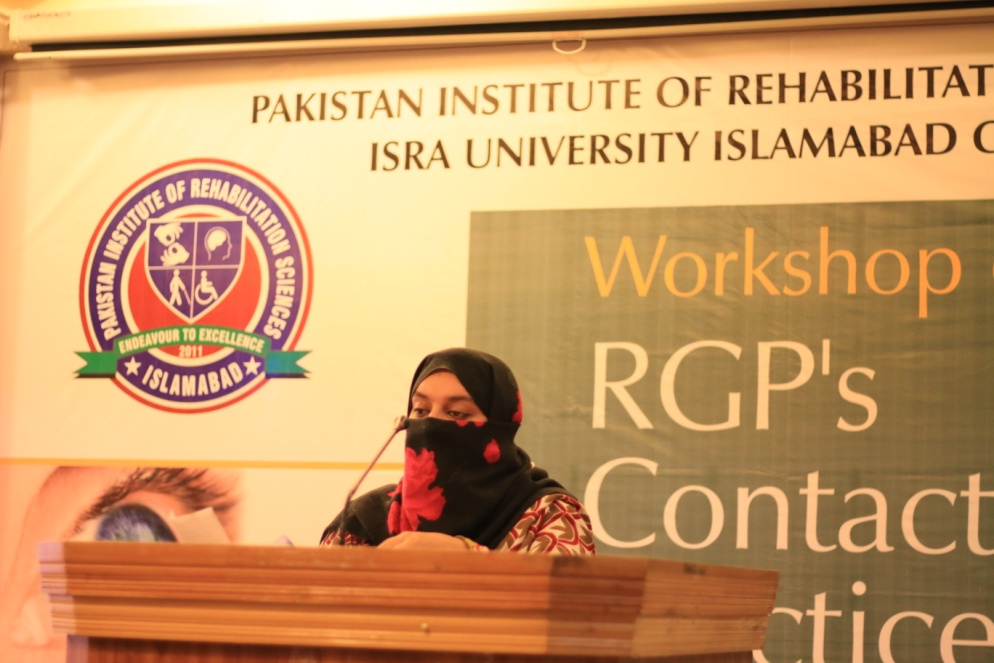 PAKISTAN INSTITUTE OF REHABILITAT
ISRA UNIVERSITY ISLAMABAD C
PAKISTAN INSTITUTE OF REHABILITATION SCIENCES
ENDEAVOUR TO EXCELLENCE
2011
ISLAMABAD
Workshop
RGP's
Contact
ctice